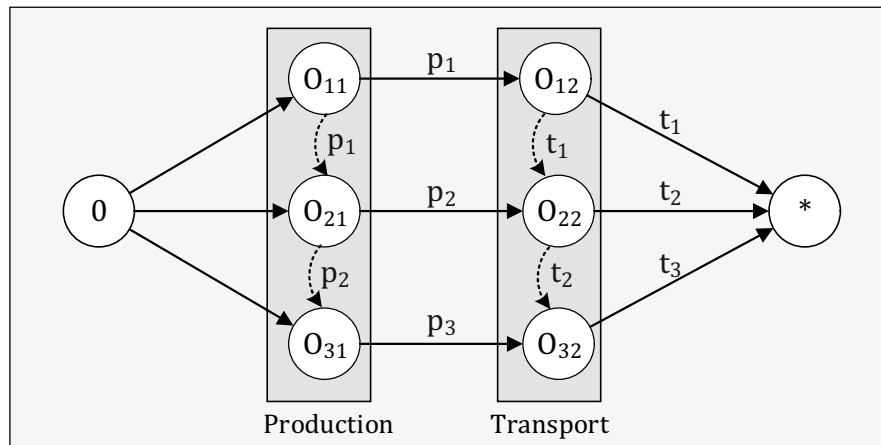 O₁₁ p₁ O₁₂
p₁ t₁ t₁
0 O₂₁ p₂ O₂₂ t₂ *
p₂ t₂ t₃
O₃₁ p₃ O₃₂
Production Transport